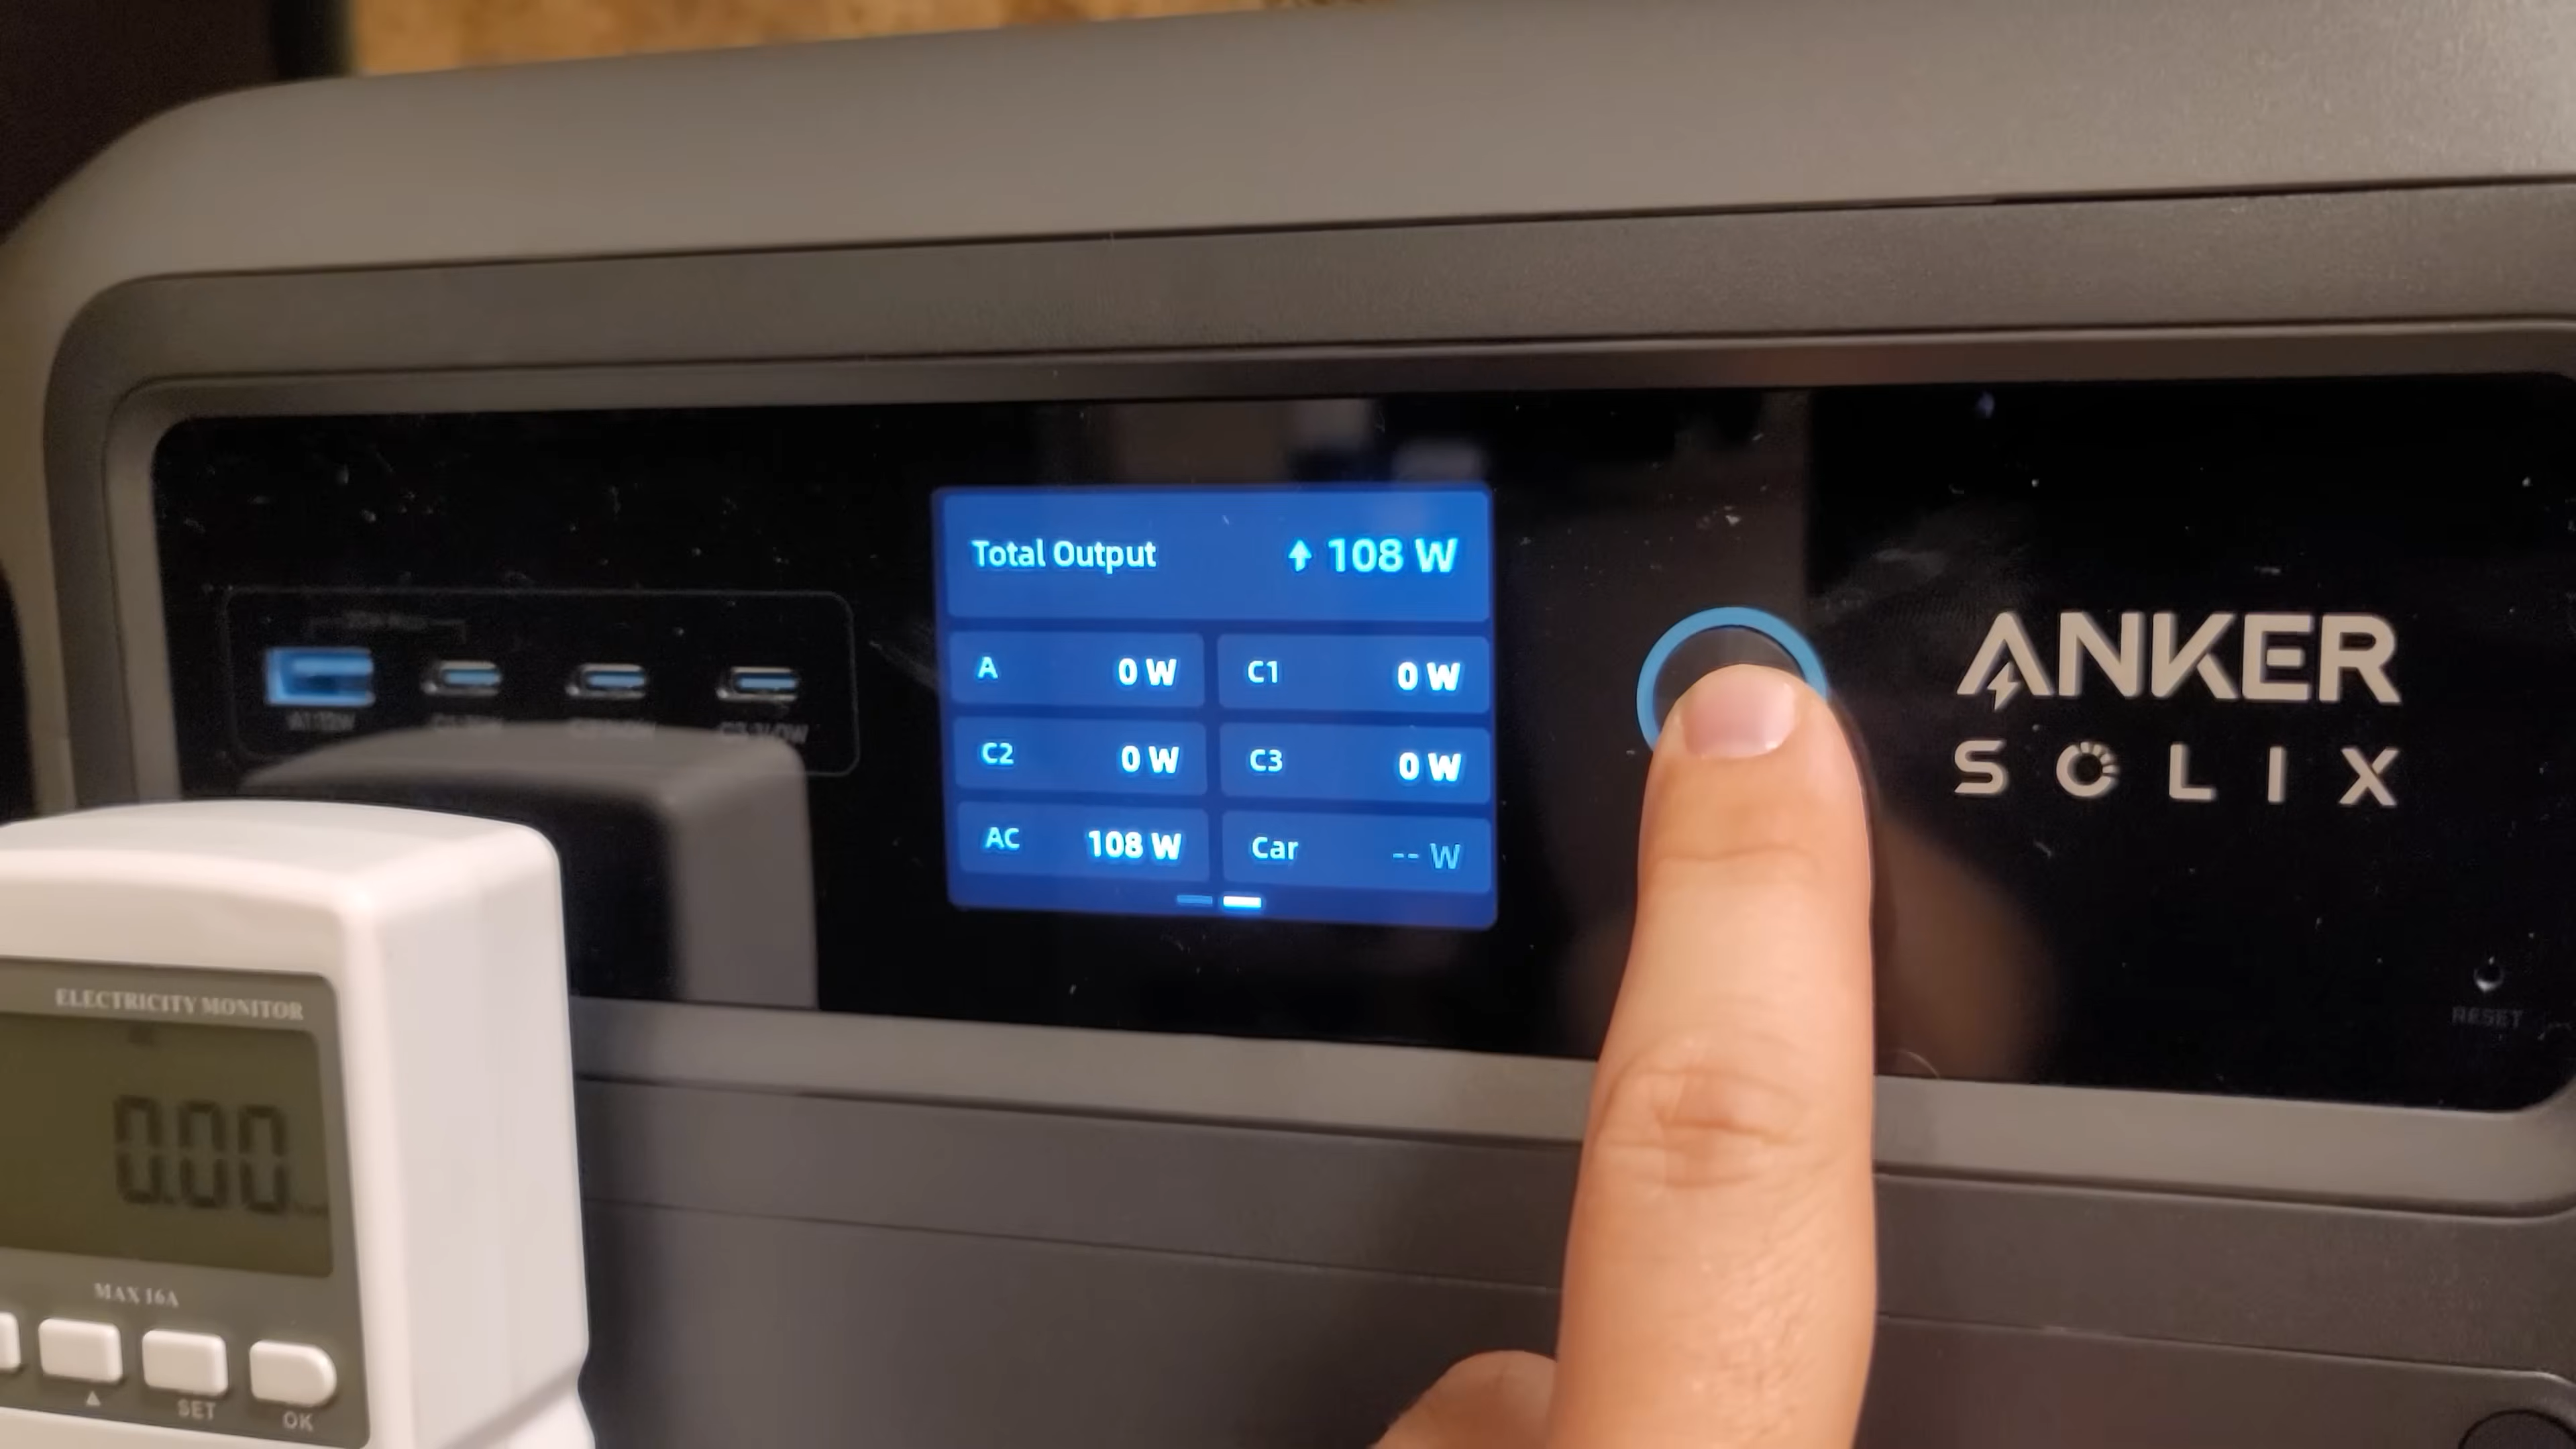 Total Output ↑ 108 W
A 0 W C1 0 W
C2 0 W C3 0 W
AC 108 W Car -- W
ANKER
SOLIX
RESET
ELECTRICITY MONITOR
0.00
MAX 16A
▲ SET OK